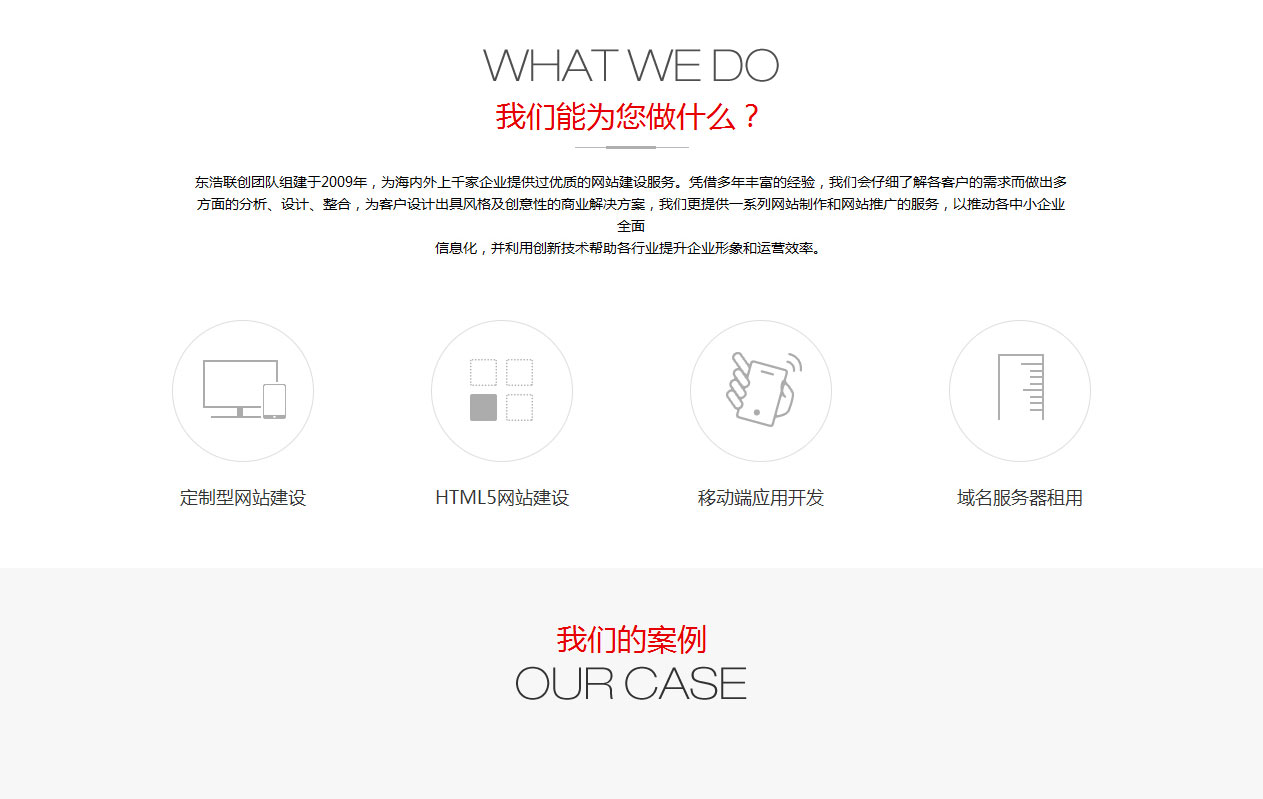 WHAT WE DO
我们能为您做什么？
东浩联创团队组建于2009年，为海内外上千家企业提供过优质的网站建设服务。凭借多年丰富的经验，我们会仔细了解各客户的需求而做出多
方面的分析、设计、整合，为客户设计出具风格及创意性的商业解决方案，我们更提供一系列网站制作和网站推广的服务，以推动各中小企业
全面
信息化，并利用创新技术帮助各行业提升企业形象和运营效率。
定制型网站建设
HTML5网站建设
移动端应用开发
域名服务器租用
我们的案例
OUR CASE